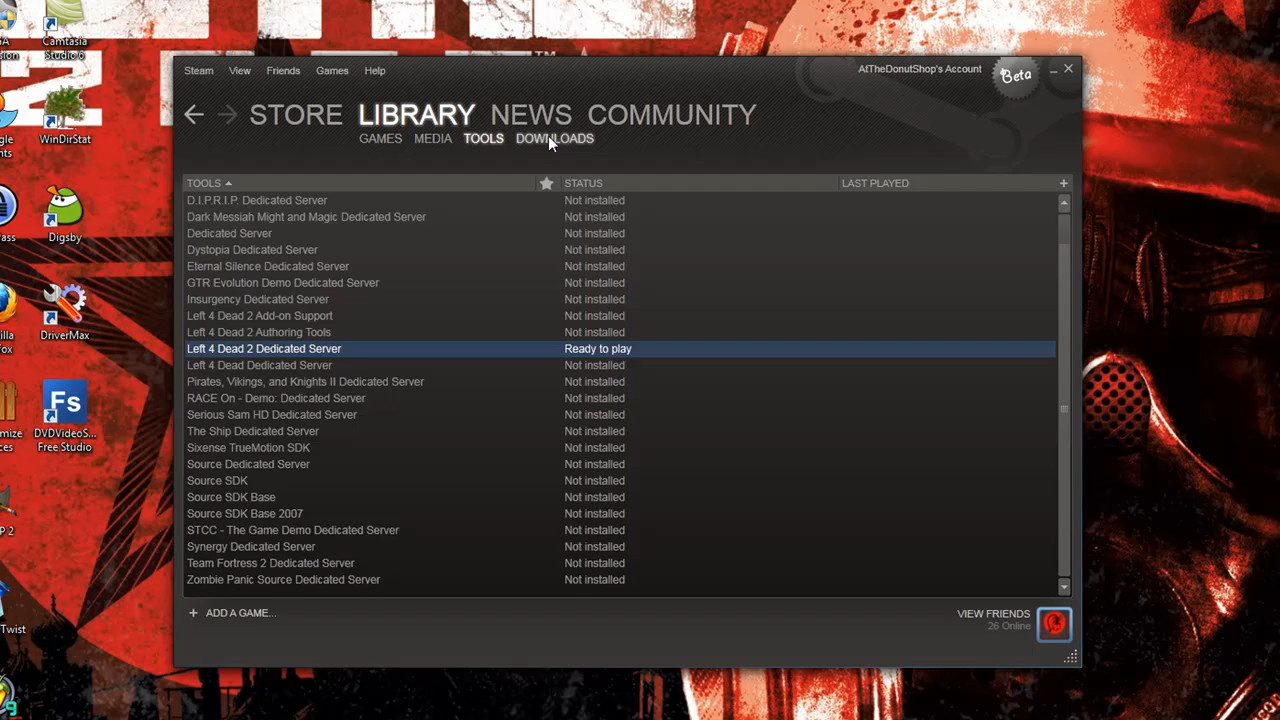 Camtasia
Studio 6
WinDirStat
Digsby
DriverMax
Fs
DVDVideoS...
Free Studio
P 2
Twist
TM
Steam View Friends Games Help
AtTheDonutShop's Account
Beta
STORE LIBRARY NEWS COMMUNITY
GAMES MEDIA TOOLS DOWNLOADS
TOOLS STATUS LAST PLAYED +
D.I.P.R.I.P. Dedicated Server Not installed
Dark Messiah Might and Magic Dedicated Server Not installed
Dedicated Server Not installed
Dystopia Dedicated Server Not installed
Eternal Silence Dedicated Server Not installed
GTR Evolution Demo Dedicated Server Not installed
Insurgency Dedicated Server Not installed
Left 4 Dead 2 Add-on Support Not installed
Left 4 Dead 2 Authoring Tools Not installed
Left 4 Dead 2 Dedicated Server Ready to play
Left 4 Dead Dedicated Server Not installed
Pirates, Vikings, and Knights II Dedicated Server Not installed
RACE On - Demo: Dedicated Server Not installed
Serious Sam HD Dedicated Server Not installed
The Ship Dedicated Server Not installed
Sixense TrueMotion SDK Not installed
Source Dedicated Server Not installed
Source SDK Not installed
Source SDK Base Not installed
Source SDK Base 2007 Not installed
STCC - The Game Demo Dedicated Server Not installed
Synergy Dedicated Server Not installed
Team Fortress 2 Dedicated Server Not installed
Zombie Panic Source Dedicated Server Not installed
+ ADD A GAME...
VIEW FRIENDS
26 Online